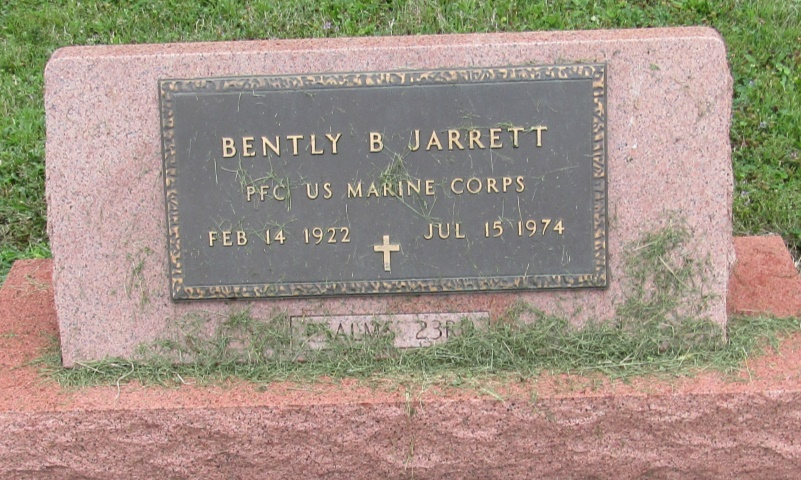 BENTLY B JARRETT
PFC US MARINE CORPS
FEB 14 1922 JUL 15 1974
PSALMS 23RD